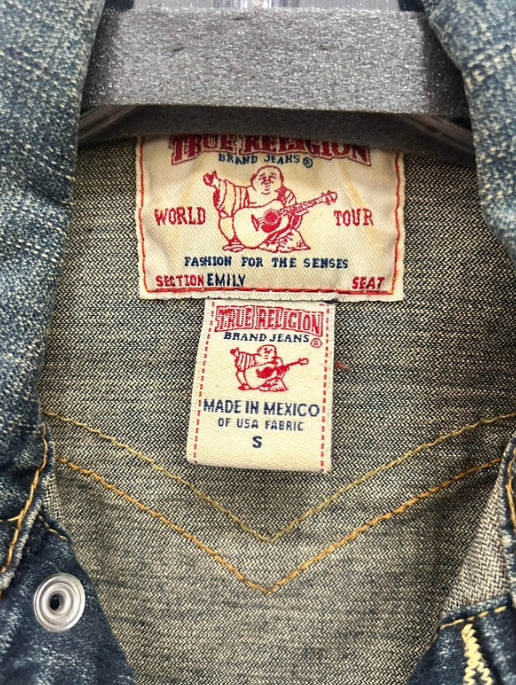 TRUE RELIGION
BRAND JEANS ®
WORLD TOUR
FASHION FOR THE SENSES
SECTION EMILY SEAT
TRUE RELIGION
BRAND JEANS ®
MADE IN MEXICO
OF USA FABRIC
S